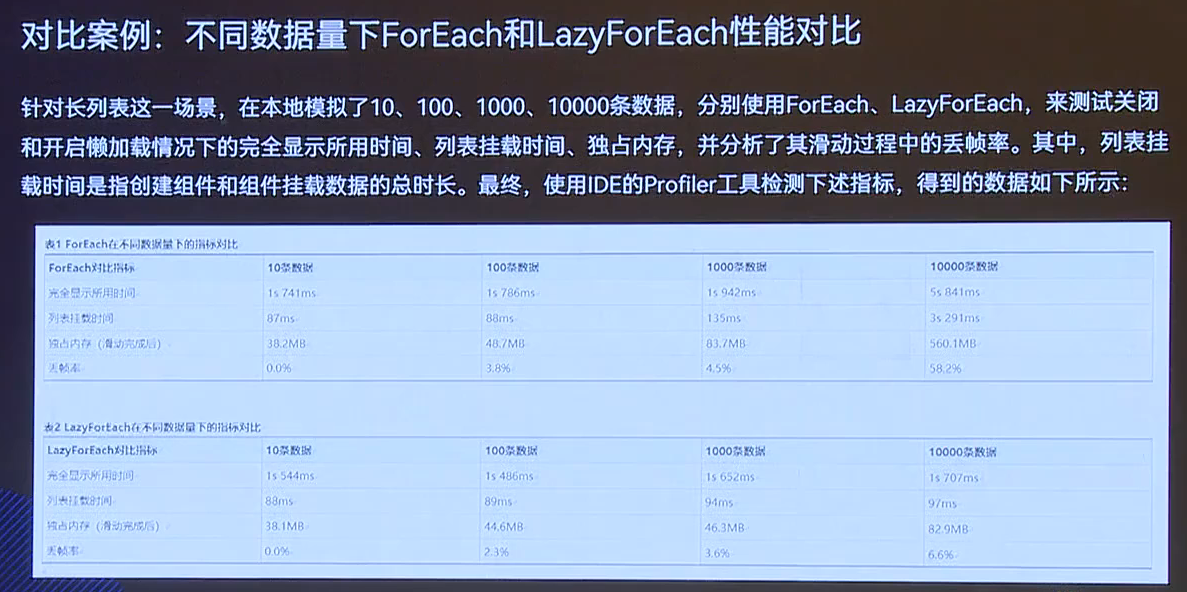 对比案例：不同数据量下ForEach和LazyForEach性能对比
针对长列表这一场景，在本地模拟了10、100、1000、10000条数据，分别使用ForEach、LazyForEach，来测试关闭
和开启懒加载情况下的完全显示所用时间、列表挂载时间、独占内存，并分析了其滑动过程中的丢帧率。其中，列表挂
载时间是指创建组件和组件挂载数据的总时长。最终，使用IDE的Profiler工具检测下述指标，得到的数据如下所示：
表1 ForEach在不同数据量下的指标对比
ForEach对比指标 10条数据 100条数据 1000条数据 10000条数据
完全显示所用时间 1s 741ms 1s 786ms 1s 942ms 5s 841ms
列表挂载时间 87ms 88ms 135ms 3s 291ms
独占内存（滑动完成后） 38.2MB 48.7MB 83.7MB 560.1MB
丢帧率 0.0% 3.8% 4.5% 58.2%
表2 LazyForEach在不同数据量下的指标对比
LazyForEach对比指标 10条数据 100条数据 1000条数据 10000条数据
完全显示所用时间 1s 544ms 1s 486ms 1s 652ms 1s 707ms
列表挂载时间 88ms 89ms 94ms 97ms
独占内存（滑动完成后） 38.1MB 44.6MB 46.3MB 82.9MB
丢帧率 0.0% 2.3% 3.6% 6.6%